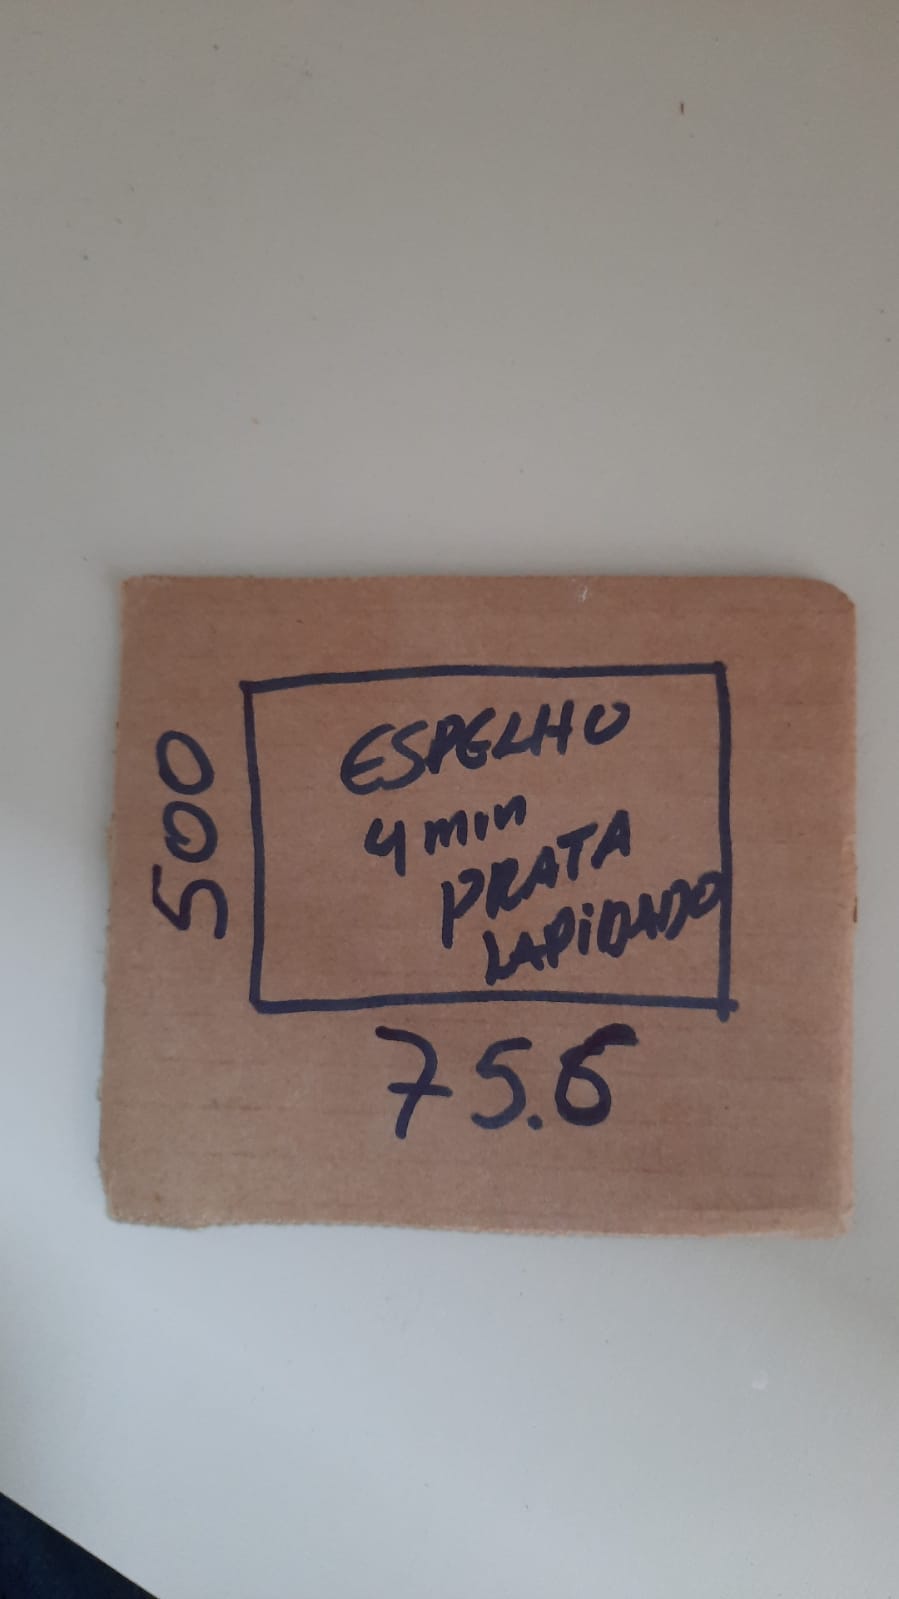 ESPELHO
4 min
PRATA
LAPiDADO
500
75.6